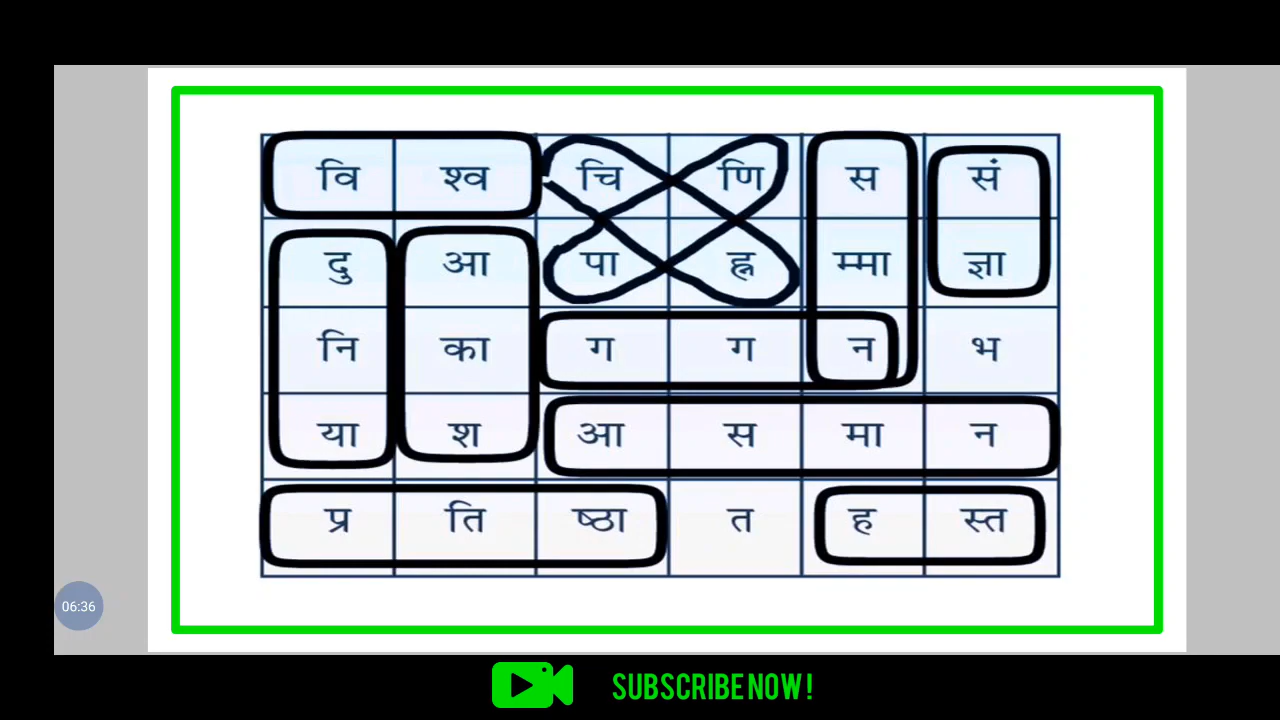 वि श्व चि णि स सं
दु आ पा ह्न म्मा ज्ञा
नि का ग ग न भ
या श आ स मा न
प्र ति ष्ठा त ह स्त
06:36
SUBSCRIBE NOW !